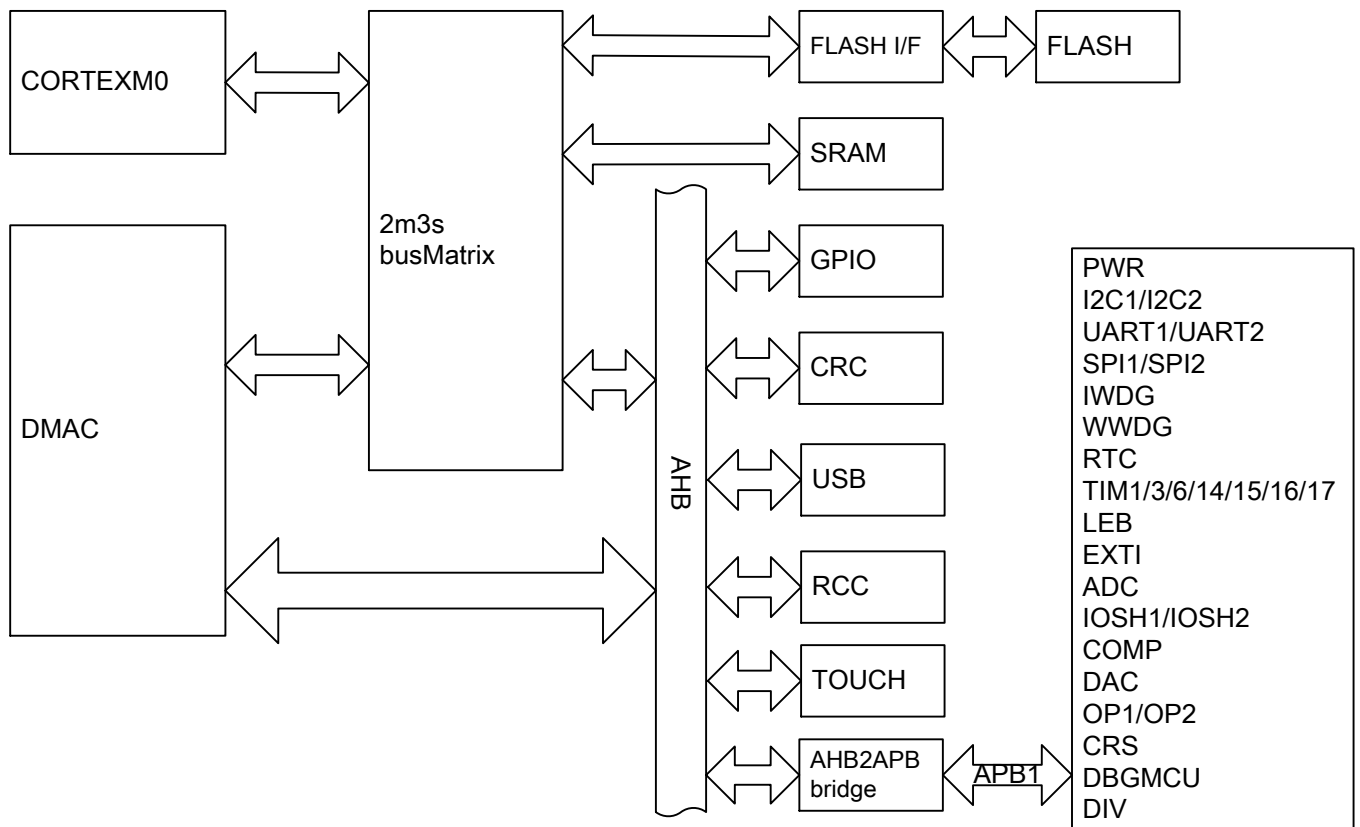 CORTEXM0
DMAC
2m3s
busMatrix
FLASH I/F
FLASH
SRAM
AHB
GPIO
CRC
USB
RCC
TOUCH
AHB2APB
bridge
APB1
PWR
I2C1/I2C2
UART1/UART2
SPI1/SPI2
IWDG
WWDG
RTC
TIM1/3/6/14/15/16/17
LEB
EXTI
ADC
IOSH1/IOSH2
COMP
DAC
OP1/OP2
CRS
DBGMCU
DIV